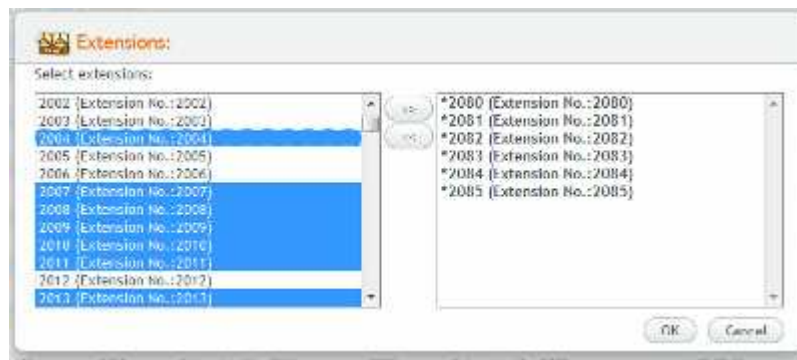 Extensions:
Select extensions:
2002 (Extension No.:2002)
2003 (Extension No.:2003)
2004 (Extension No.:2004)
2005 (Extension No.:2005)
2006 (Extension No.:2006)
2007 (Extension No.:2007)
2008 (Extension No.:2008)
2009 (Extension No.:2009)
2010 (Extension No.:2010)
2011 (Extension No.:2011)
2012 (Extension No.:2012)
2013 (Extension No.:2013)
>>
<<
*2080 (Extension No.:2080)
*2081 (Extension No.:2081)
*2082 (Extension No.:2082)
*2083 (Extension No.:2083)
*2084 (Extension No.:2084)
*2085 (Extension No.:2085)
OK Cancel